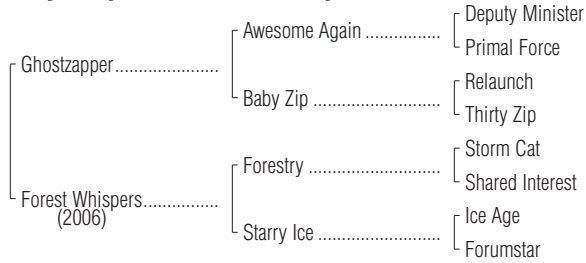 Deputy Minister
Awesome Again ................
Primal Force
Ghostzapper.....................
Relaunch
Baby Zip ...........................
Thirty Zip
Storm Cat
Forestry ............................
Shared Interest
Forest Whispers...............
(2006)
Ice Age
Starry Ice ..........................
Forumstar